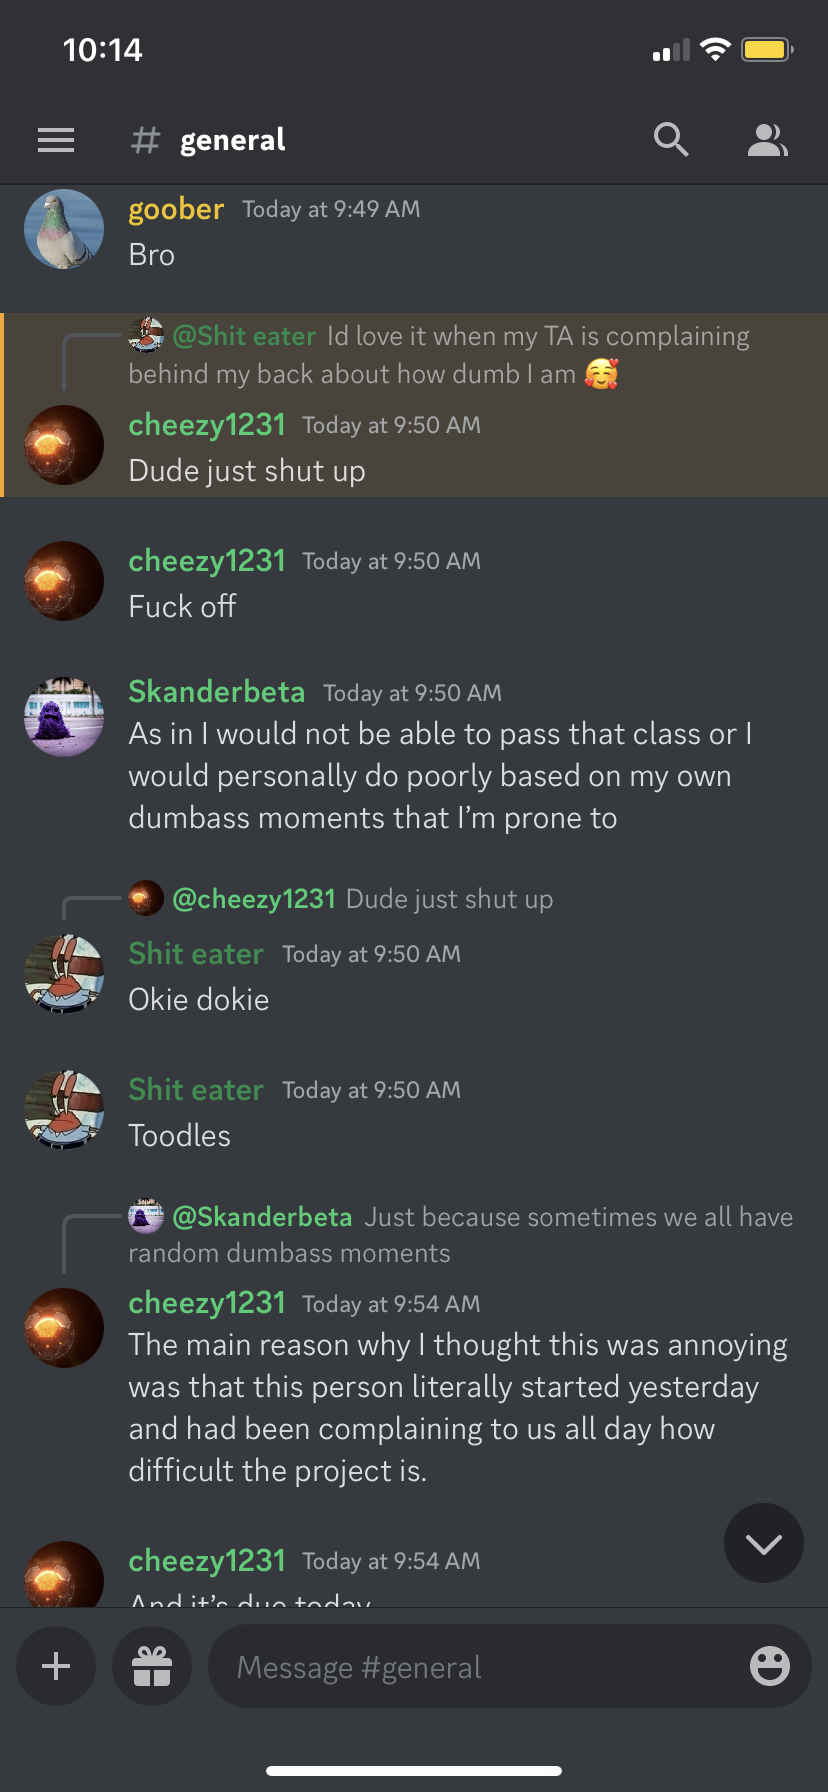 10:14
# general
goober Today at 9:49 AM
Bro
@Shit eater Id love it when my TA is complaining
behind my back about how dumb I am 🥰
cheezy1231 Today at 9:50 AM
Dude just shut up
cheezy1231 Today at 9:50 AM
Fuck off
Skanderbeta Today at 9:50 AM
As in I would not be able to pass that class or I
would personally do poorly based on my own
dumbass moments that I’m prone to
@cheezy1231 Dude just shut up
Shit eater Today at 9:50 AM
Okie dokie
Shit eater Today at 9:50 AM
Toodles
@Skanderbeta Just because sometimes we all have
random dumbass moments
cheezy1231 Today at 9:54 AM
The main reason why I thought this was annoying
was that this person literally started yesterday
and had been complaining to us all day how
difficult the project is.
cheezy1231 Today at 9:54 AM
And it’s due today
Message #general